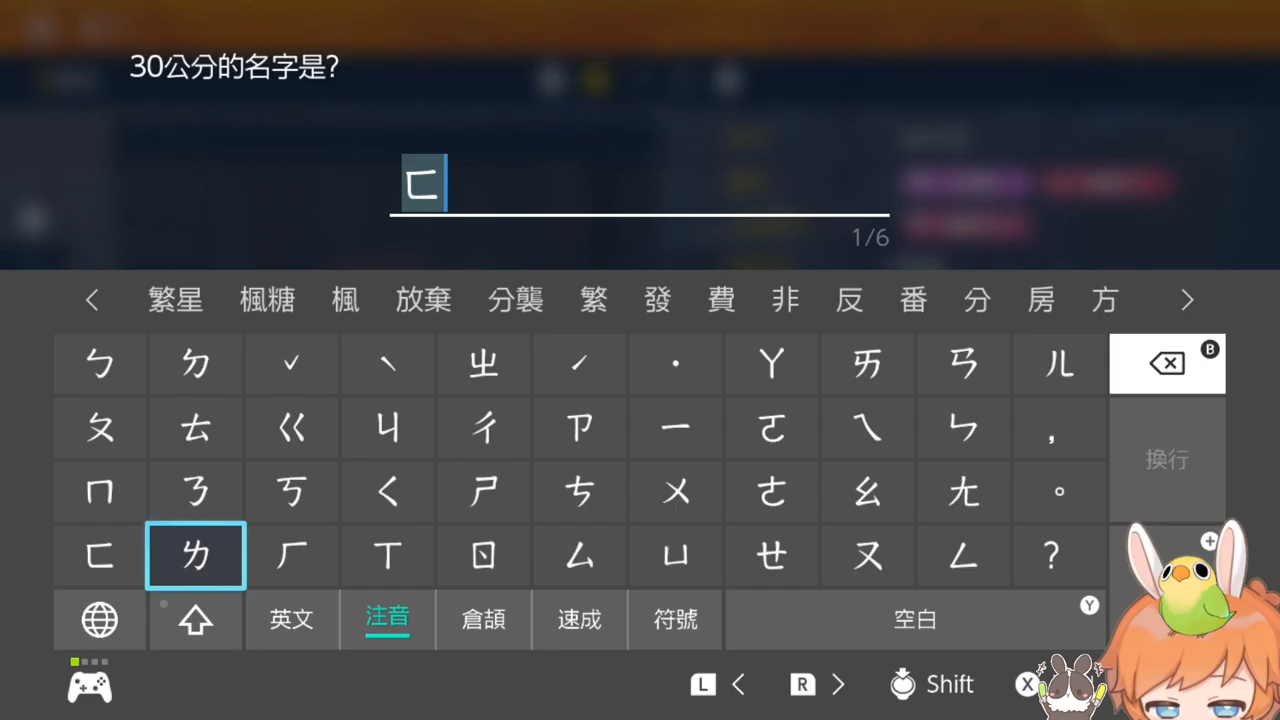 30公分的名字是?
ㄈ
1/6
繁星 楓糖 楓 放棄 分襲 繁 發 費 非 反 番 分 房 方
ㄅ ㄉ ˇ ˋ ㄓ ˊ ˙ ㄚ ㄞ ㄢ ㄦ B
ㄆ ㄊ ㄍ ㄐ ㄔ ㄗ ㄧ ㄛ ㄟ ㄣ , 換行
ㄇ ㄋ ㄎ ㄑ ㄕ ㄘ ㄨ ㄜ ㄠ ㄤ 。
ㄈ ㄌ ㄏ ㄒ ㄖ ㄙ ㄩ ㄝ ㄡ ㄥ ? +
英文 注音 倉頡 速成 符號 空白 Y
L R Shift X